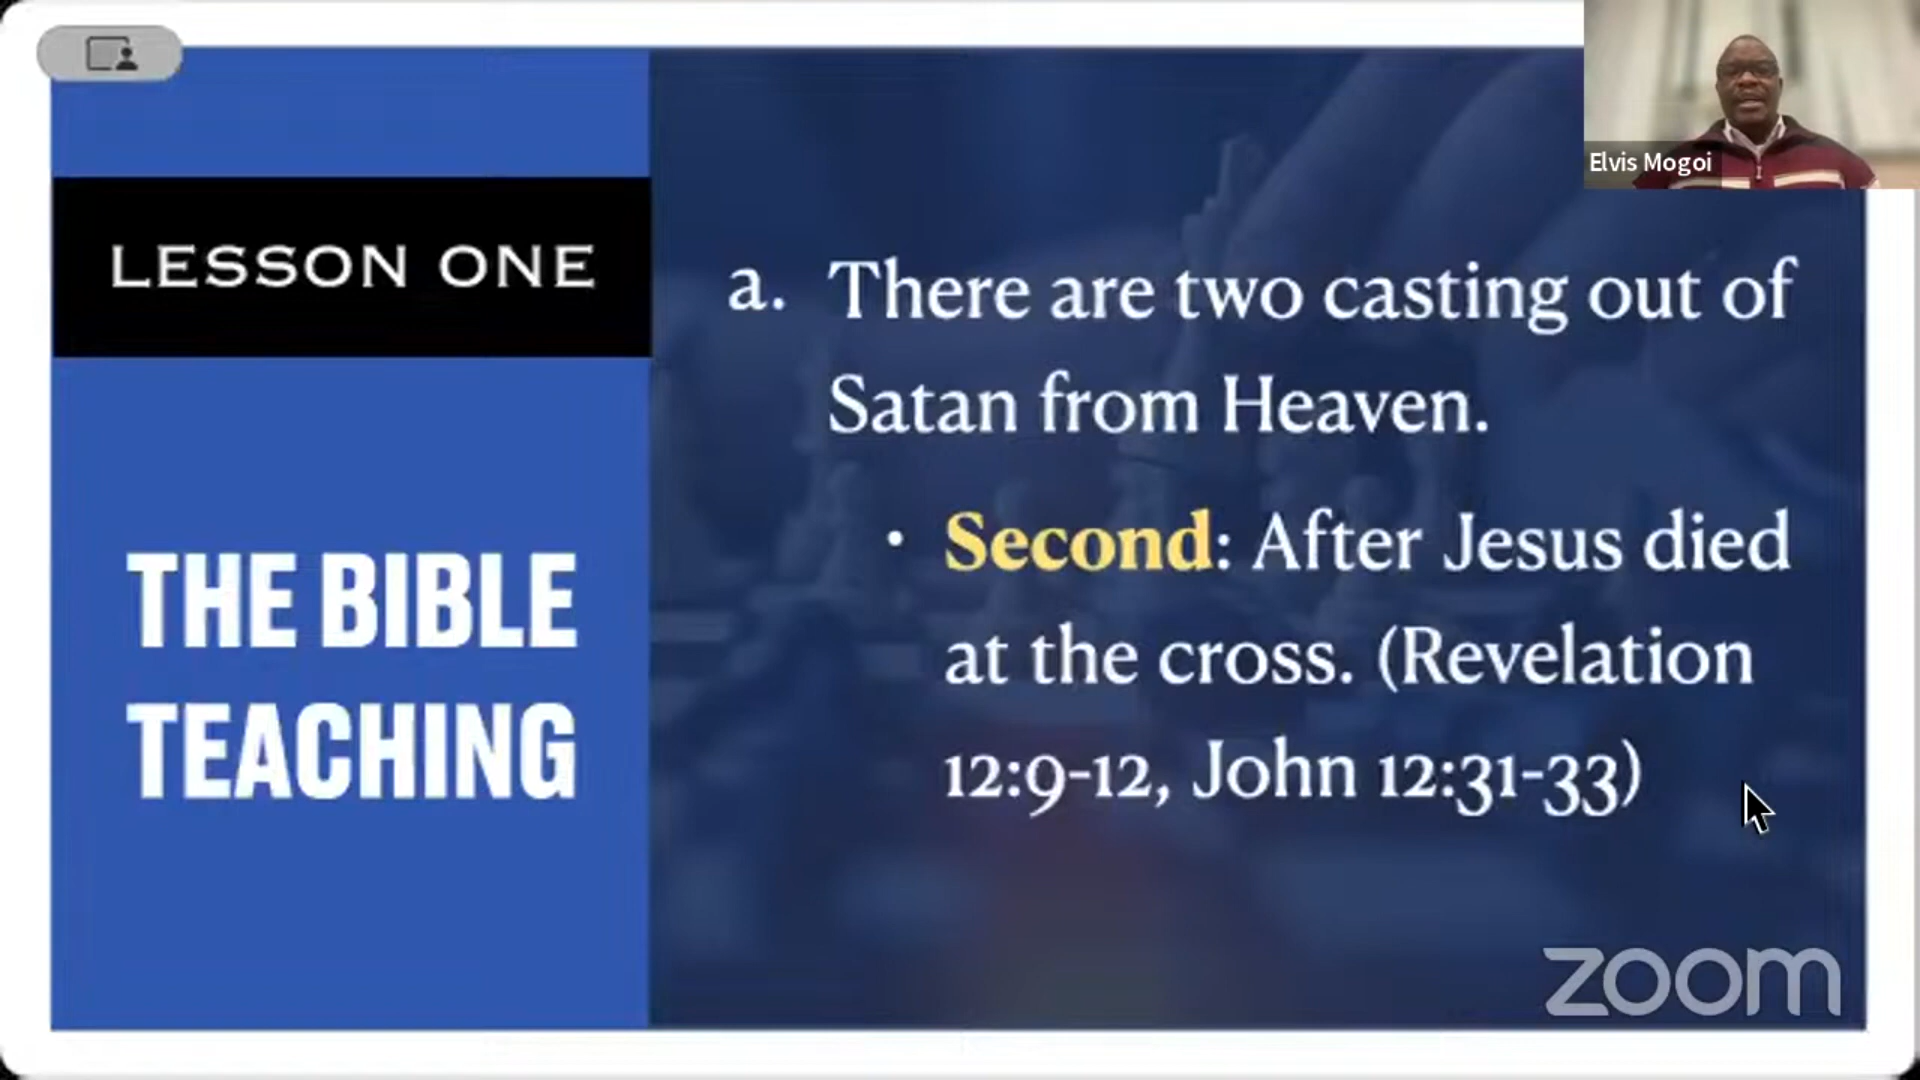 Elvis Mogoi
LESSON ONE
THE BIBLE
TEACHING
a. There are two casting out of
Satan from Heaven.
• Second: After Jesus died
at the cross. (Revelation
12:9-12, John 12:31-33)
zoom